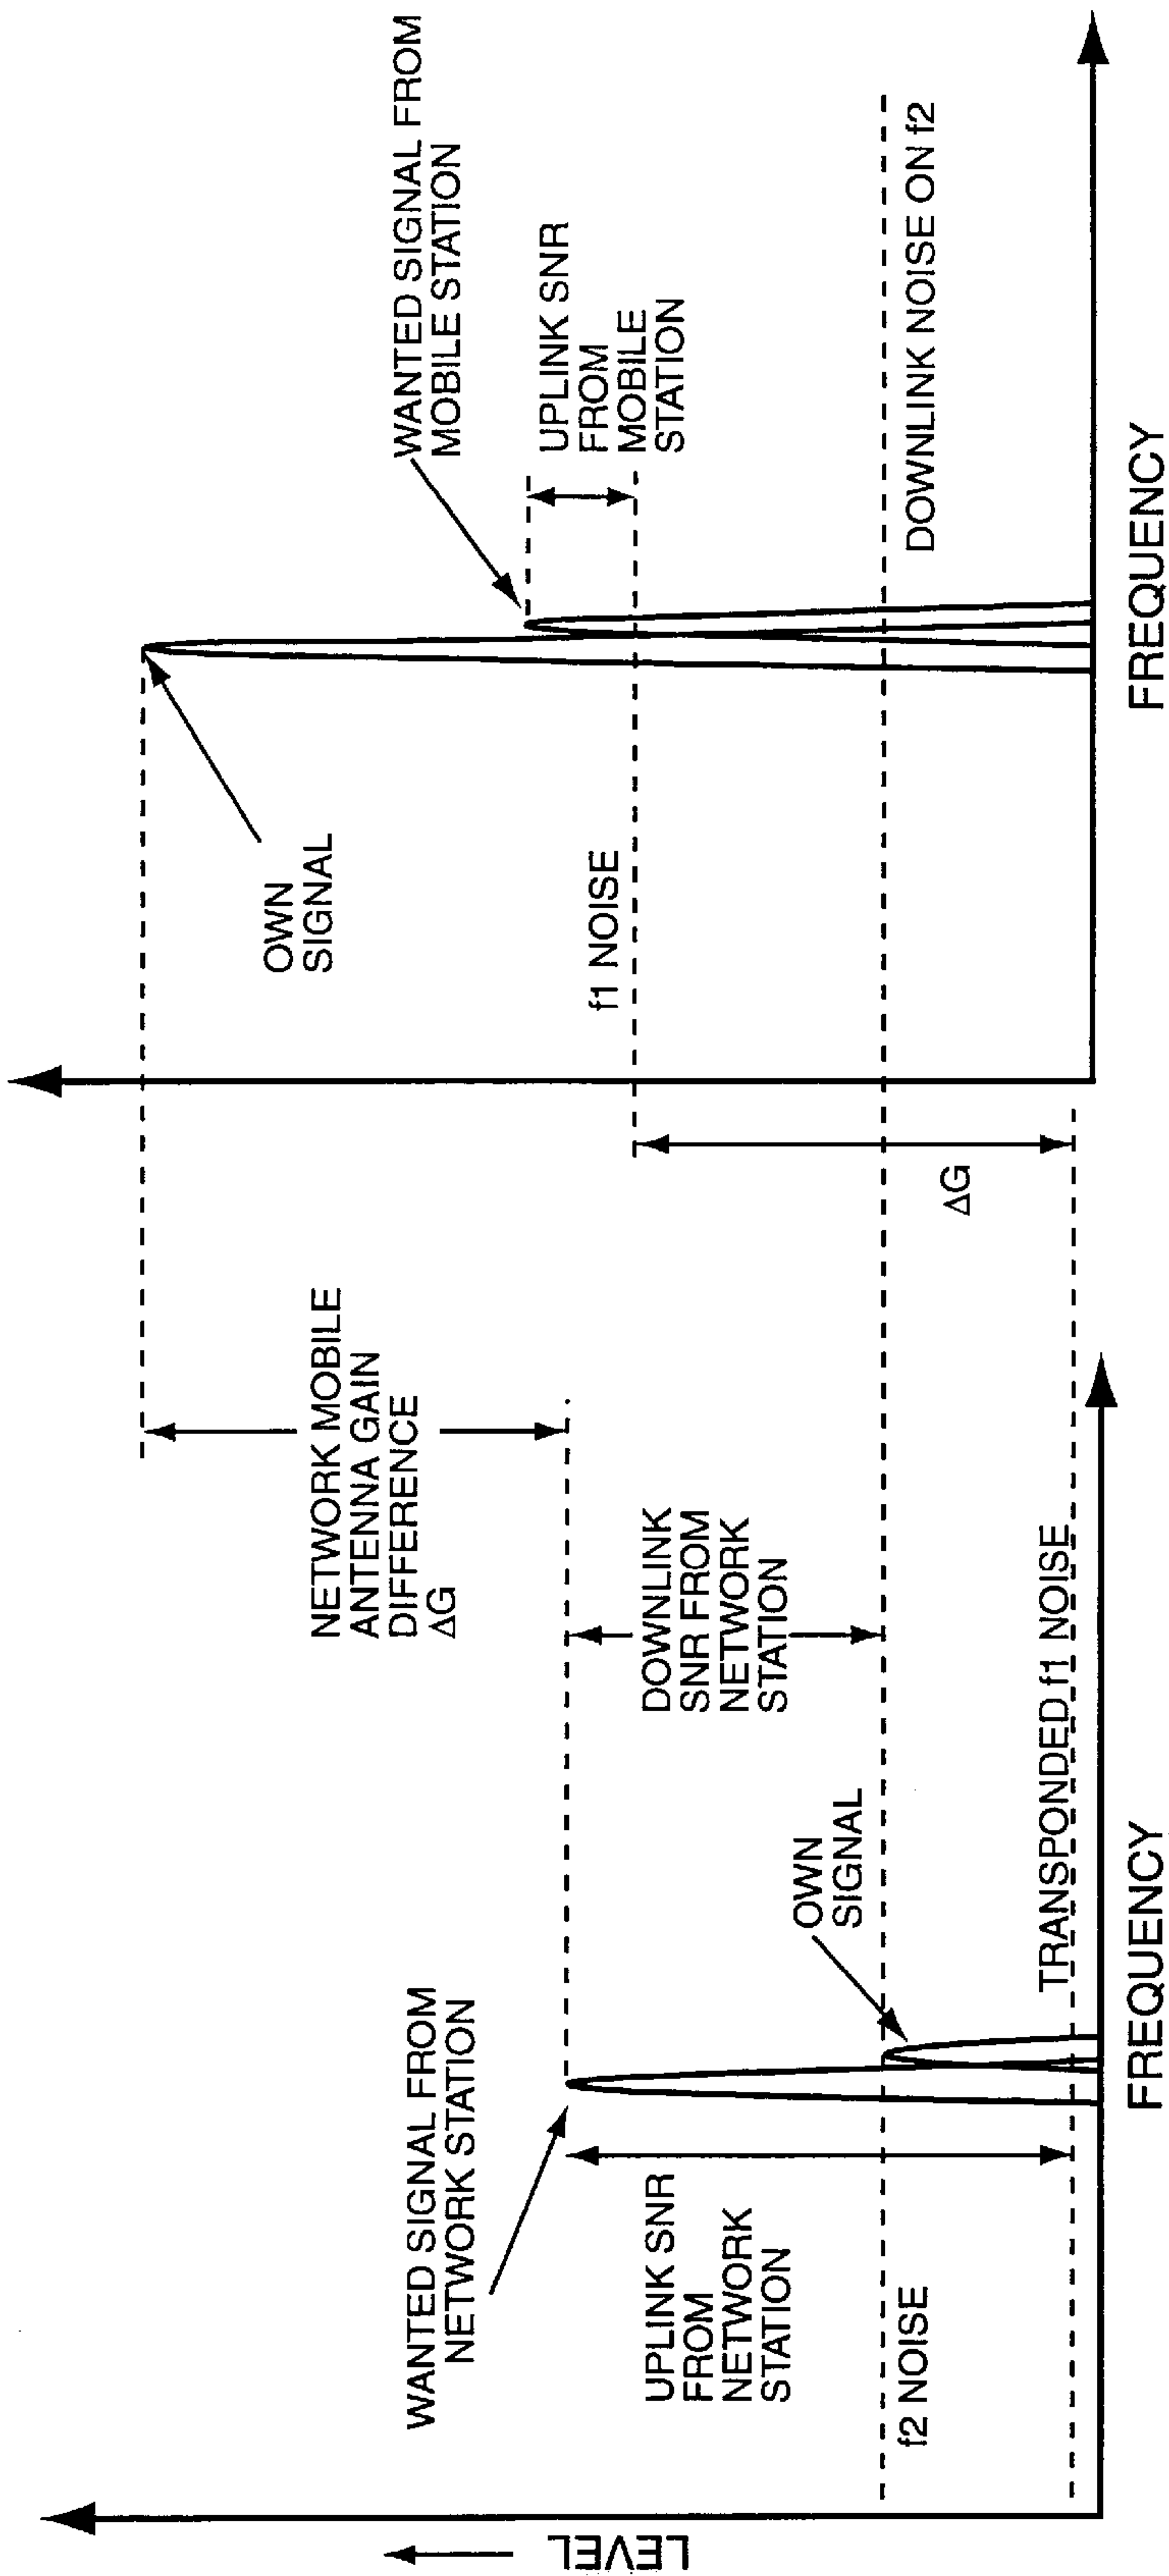 LEVEL
WANTED SIGNAL FROM
NETWORK STATION
UPLINK SNR
FROM
NETWORK
STATION
f2 NOISE
OWN
SIGNAL
TRANSPONDED f1 NOISE
FREQUENCY
DOWNLINK
SNR FROM
NETWORK
STATION
NETWORK MOBILE
ANTENNA GAIN
DIFFERENCE
ΔG
ΔG
OWN
SIGNAL
f1 NOISE
WANTED SIGNAL FROM
MOBILE STATION
UPLINK SNR
FROM
MOBILE
STATION
DOWNLINK NOISE ON f2
FREQUENCY